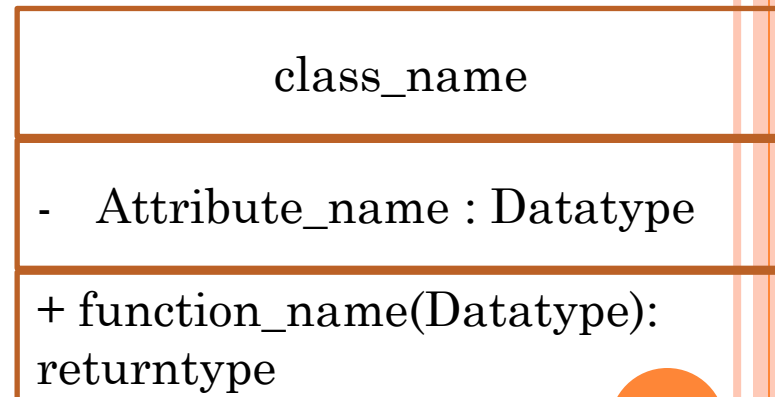 class_name
- Attribute_name : Datatype
+ function_name(Datatype):
returntype